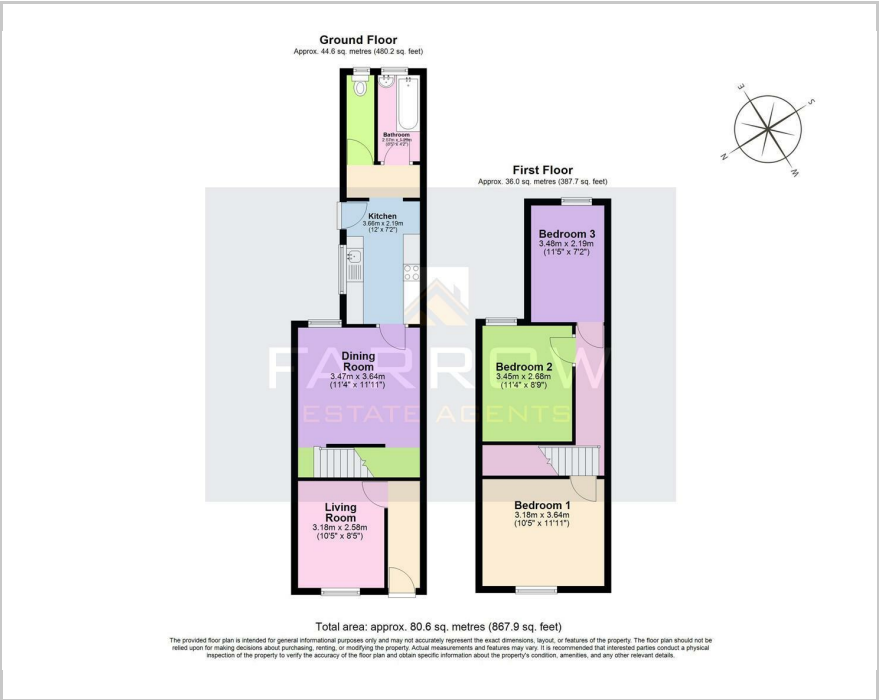 Ground Floor
Approx. 44.6 sq. metres (480.2 sq. feet)
Bathroom
Kitchen
3.66m x 2.19m
(12' x 7'2")
Dining
Room
3.47m x 3.64m
(11'4" x 11'11")
Living
Room
3.18m x 2.58m
(10'5" x 8'5")
E
S
N
W
First Floor
Approx. 36.0 sq. metres (387.7 sq. feet)
Bedroom 3
3.48m x 2.19m
(11'5" x 7'2")
Bedroom 2
3.45m x 2.68m
(11'4" x 8'9")
Bedroom 1
3.18m x 3.64m
(10'5" x 11'11")
FARROW
ESTATE AGENTS
Total area: approx. 80.6 sq. metres (867.9 sq. feet)
The provided floor plan is intended for general informational purposes only and may not accurately represent the exact dimensions, layout, or features of the property. The floor plan should not be
relied upon for making decisions about purchasing, renting, or modifying the property. Actual measurements and features may vary. It is recommended that interested parties conduct a physical
inspection of the property to verify the accuracy of the floor plan and obtain specific information about the property's condition, amenities, and any other relevant details.